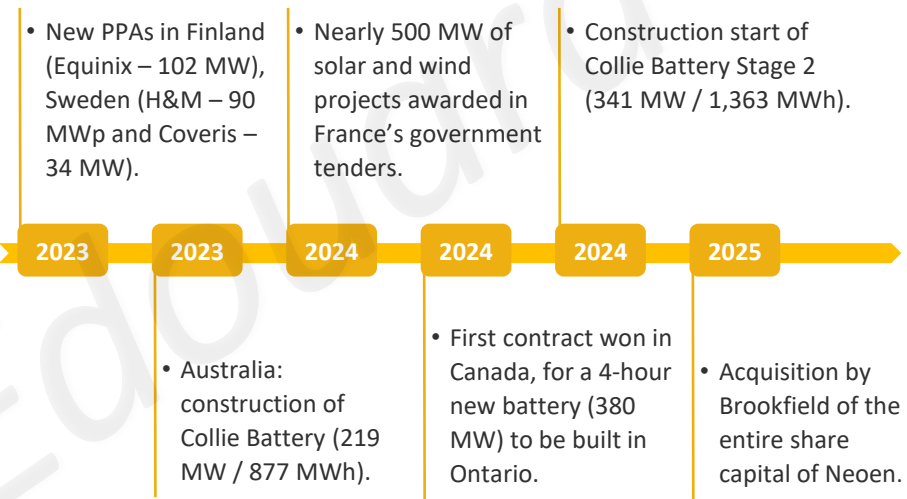 • New PPAs in Finland
(Equinix – 102 MW),
Sweden (H&M – 90
MWp and Coveris –
34 MW).
• Nearly 500 MW of
solar and wind
projects awarded in
France’s government
tenders.
• Construction start of
Collie Battery Stage 2
(341 MW / 1,363 MWh).
2023
2023
2024
2024
2024
2025
• Australia:
construction of
Collie Battery (219
MW / 877 MWh).
• First contract won in
Canada, for a 4-hour
new battery (380
MW) to be built in
Ontario.
• Acquisition by
Brookfield of the
entire share
capital of Neoen.
Edouard